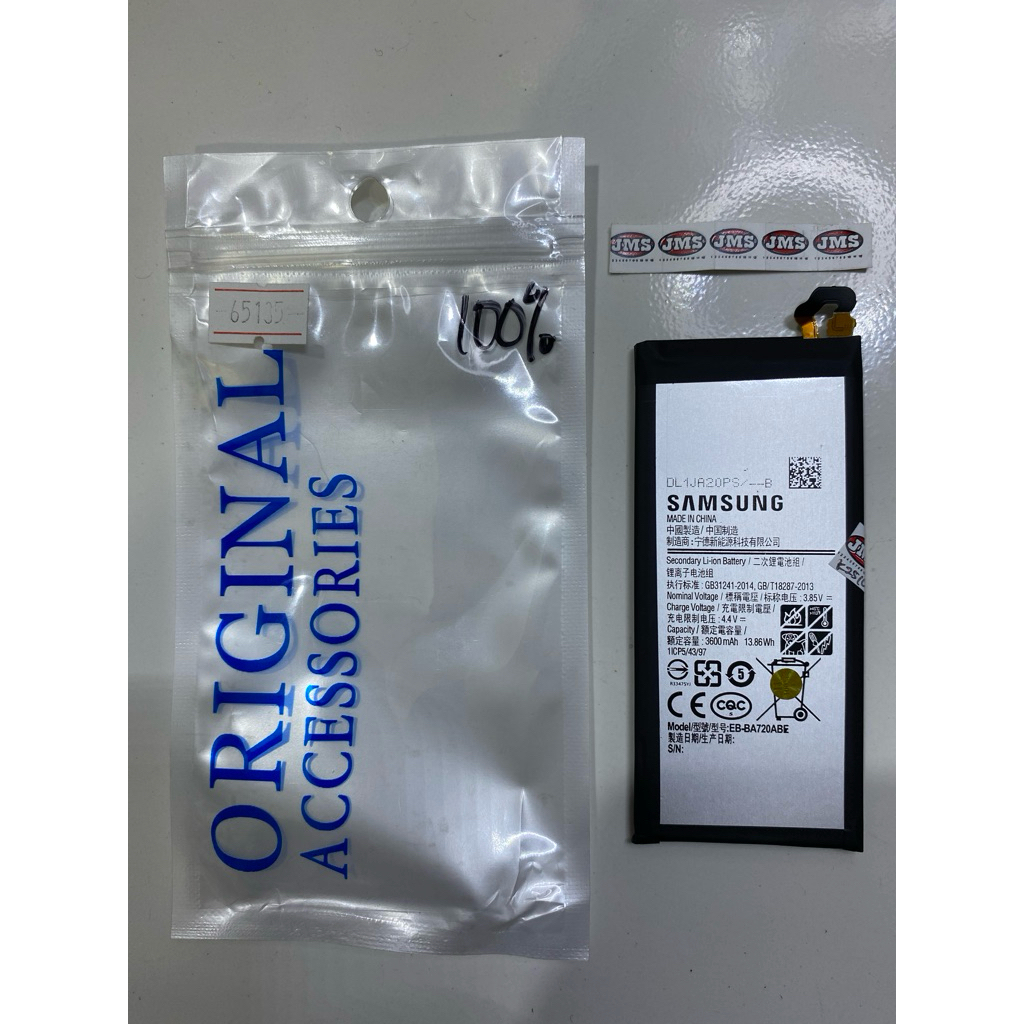 65135
100%
ORIGINAL
ACCESSORIES
JMS JMS JMS JMS JMS
DL1JA20PS/--B
SAMSUNG
MADE IN CHINA
中國製造/中国制造
制造商:宁德新能源科技有限公司
Secondary Li-ion Battery / 二次鋰電池組/
锂离子电池组
执行标准: GB31241-2014, GB/T18287-2013
Nominal Voltage / 標稱電壓 / 标称电压: 3.85V ⎓
Charge Voltage / 充電限制電壓/
充电限制电压: 4.4V ⎓
Capacity / 額定電容量/
额定容量: 3600mAh 13.86Wh
1ICP5/43/97
R33475YJ
5
CE CQC
S
Model/型號/型号:EB-BA720ABE
製造日期/生产日期:
S/N: